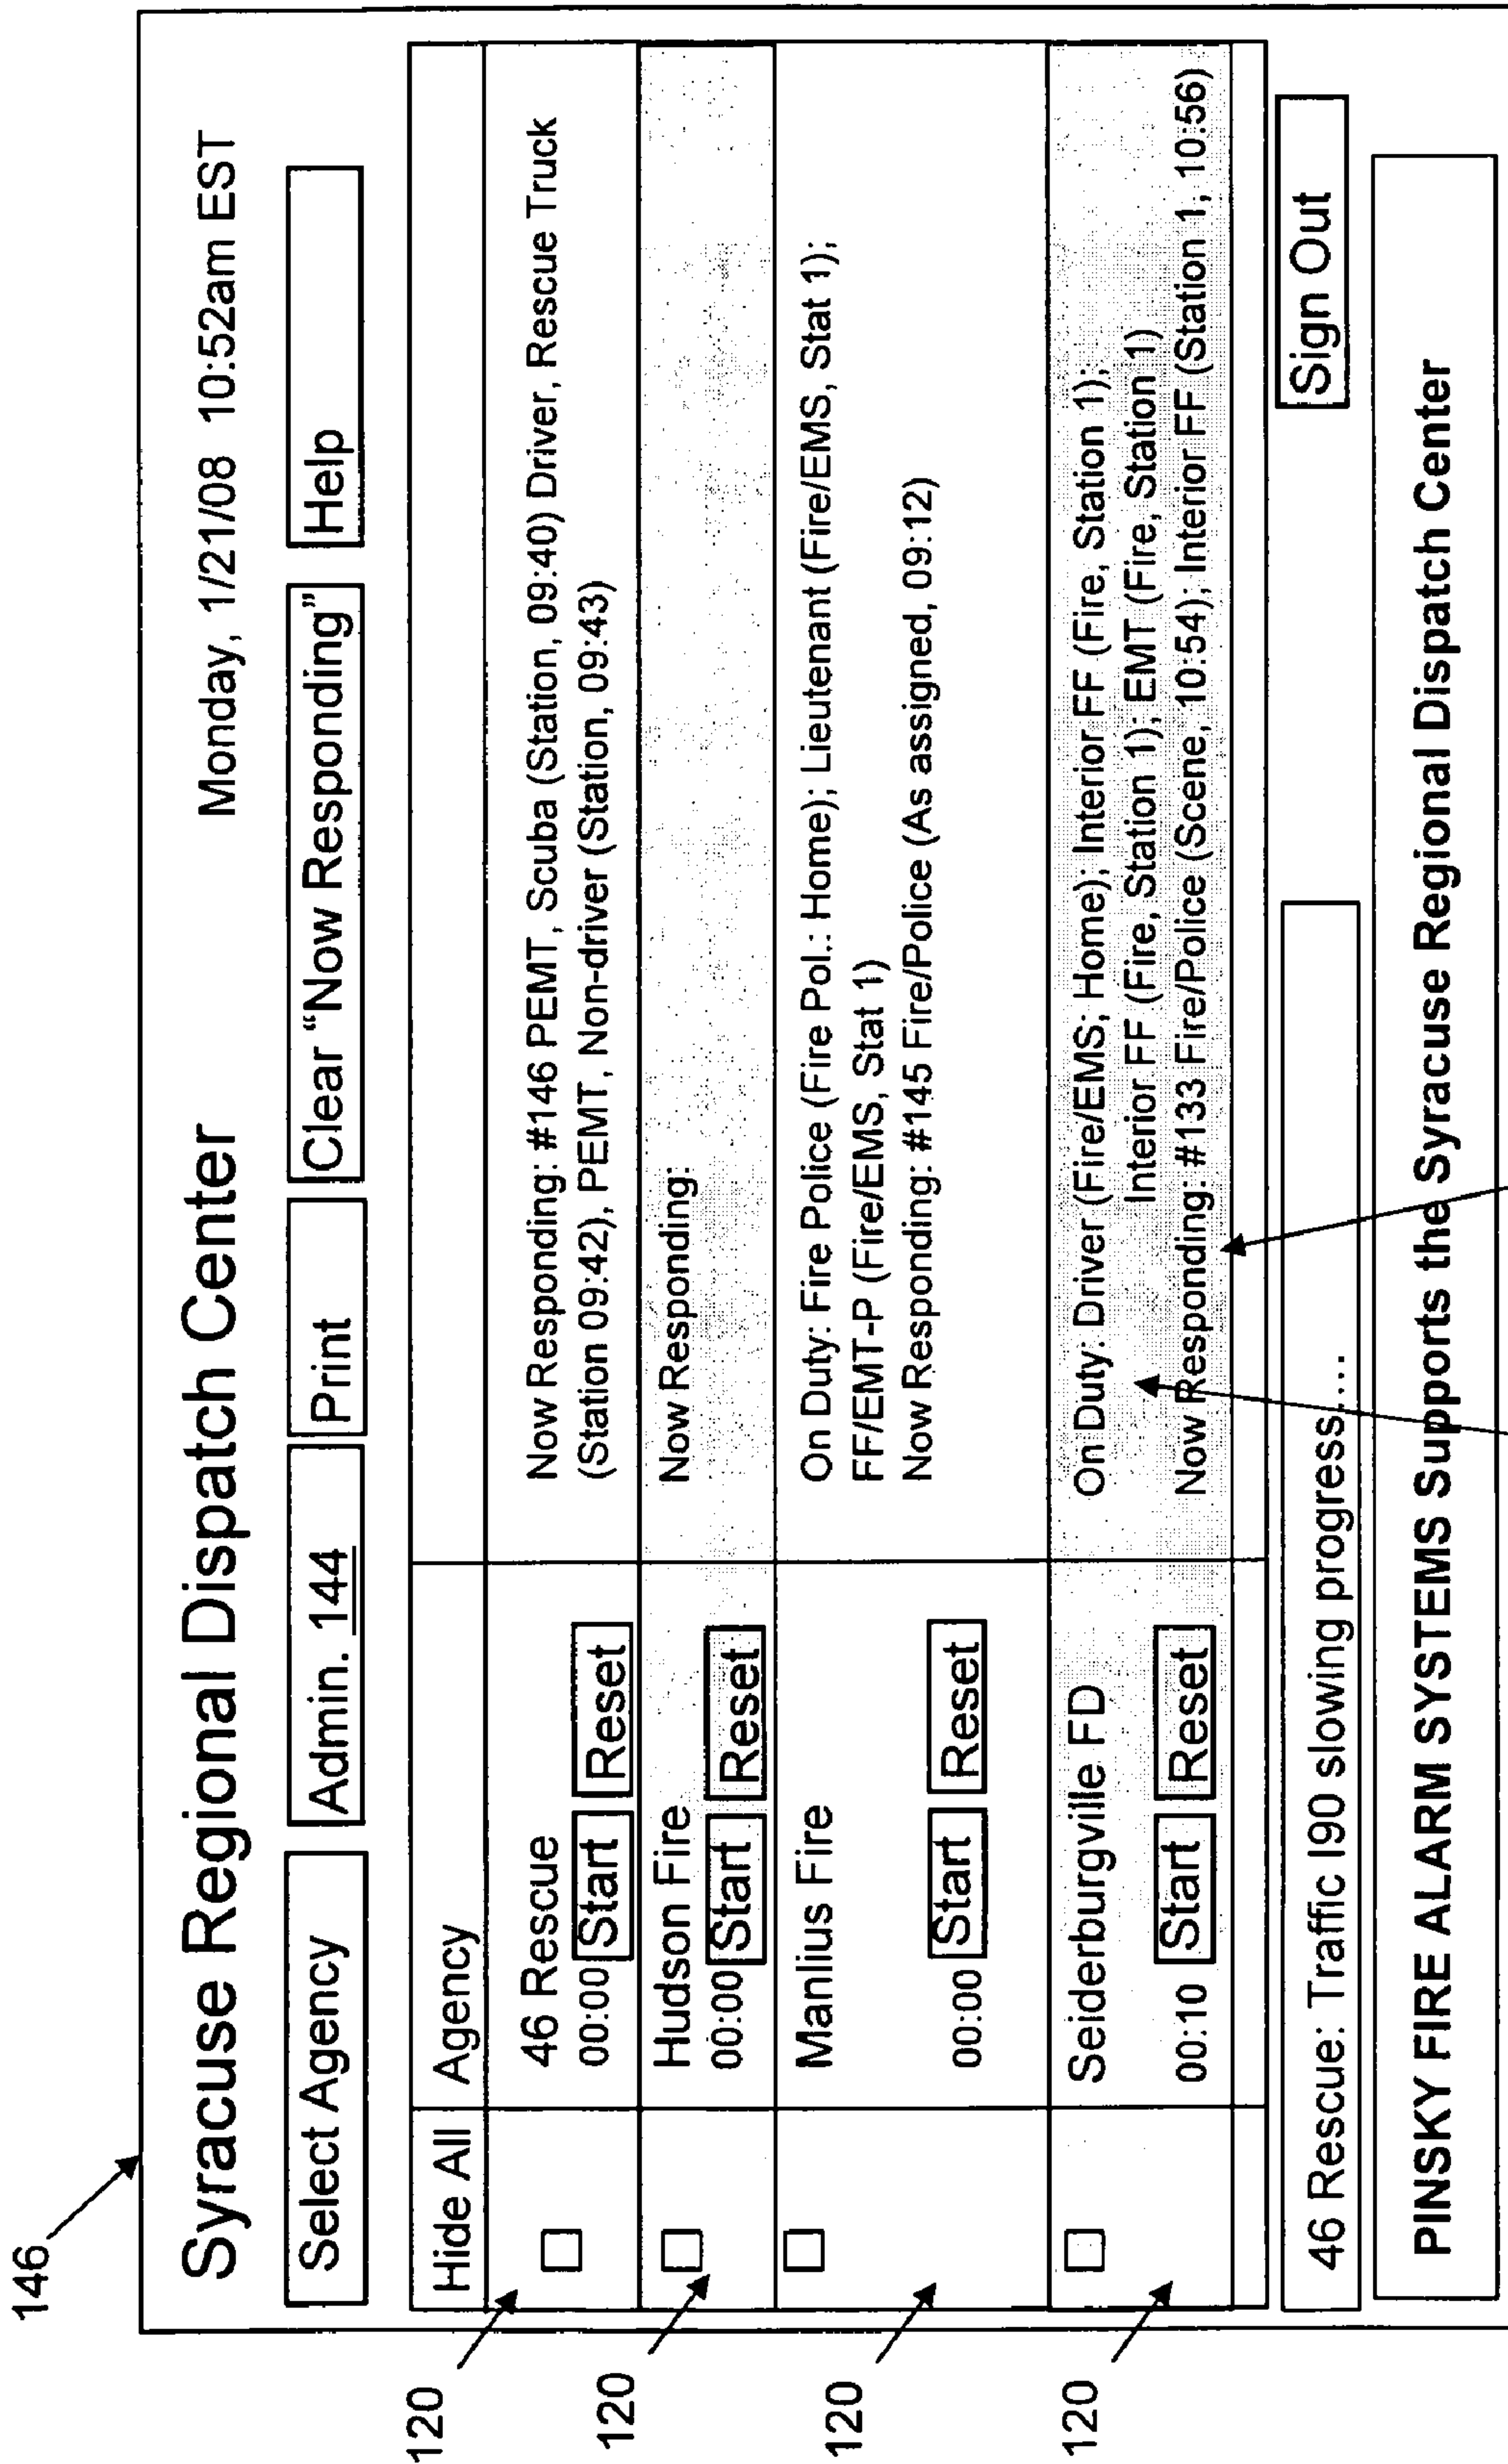 146
Syracuse Regional Dispatch Center
Monday, 1/21/08 10:52am EST
Select Agency
Admin. 144
Print
Clear “Now Responding”
Help
Hide All
Agency
120
46 Rescue
00:00 Start Reset
Now Responding: #146 PEMT, Scuba (Station, 09:40) Driver, Rescue Truck
(Station 09:42), PEMT, Non-driver (Station, 09:43)
120
Hudson Fire
00:00 Start Reset
Now Responding:
120
Manlius Fire
00:00 Start Reset
On Duty: Fire Police (Fire Pol.: Home); Lieutenant (Fire/EMS, Stat 1);
FF/EMT-P (Fire/EMS, Stat 1)
Now Responding: #145 Fire/Police (As assigned, 09:12)
120
Seiderburgville FD
00:10 Start Reset
On Duty: Driver (Fire/EMS; Home); Interior FF (Fire, Station 1);
Interior FF (Fire, Station 1); EMT (Fire, Station 1)
Now Responding: #133 Fire/Police (Scene, 10:54); Interior FF (Station 1, 10:56)
46 Rescue: Traffic I90 slowing progress....
Sign Out
PINSKY FIRE ALARM SYSTEMS Supports the Syracuse Regional Dispatch Center